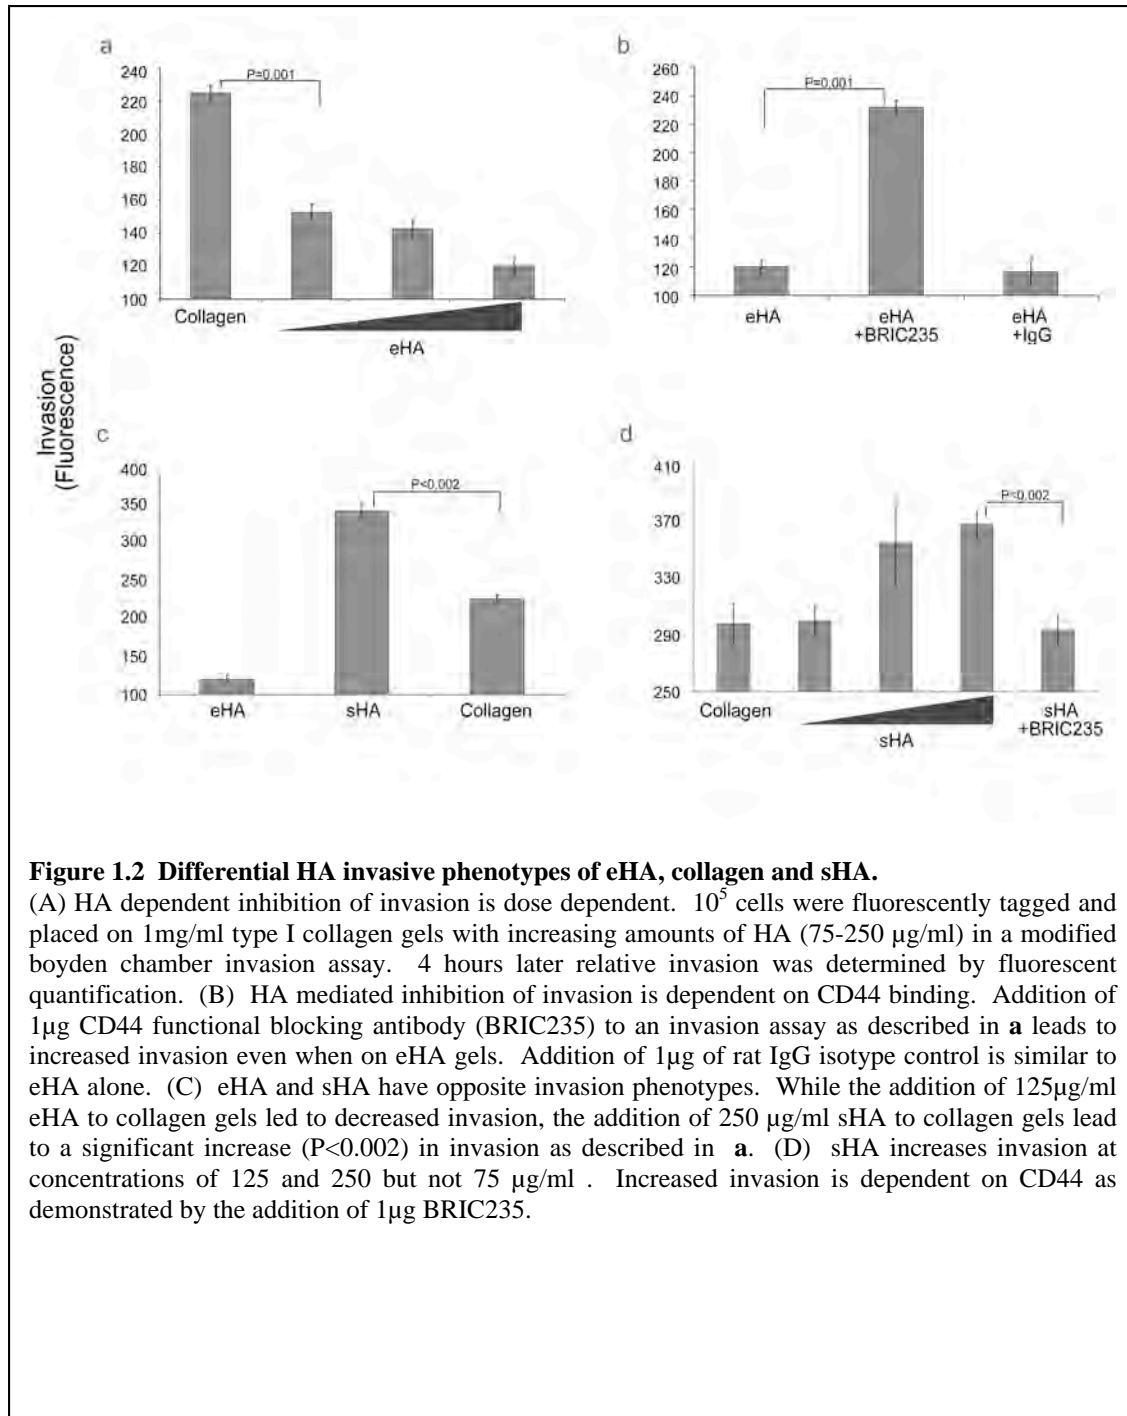 a
240
220
200
180
160
140
120
100
P=0.001
Collagen
eHA
b
260
240
220
200
180
160
140
120
100
P=0.001
eHA
eHA
+BRIC235
eHA
+IgG
Invasion
(Fluorescence)
c
400
350
300
250
200
150
100
P<0.002
eHA
sHA
Collagen
d
410
370
330
290
250
P<0.002
Collagen
sHA
sHA
+BRIC235
Figure 1.2 Differential HA invasive phenotypes of eHA, collagen and sHA.
(A) HA dependent inhibition of invasion is dose dependent. 10⁵ cells were fluorescently tagged and
placed on 1mg/ml type I collagen gels with increasing amounts of HA (75-250 µg/ml) in a modified
boyden chamber invasion assay. 4 hours later relative invasion was determined by fluorescent
quantification. (B) HA mediated inhibition of invasion is dependent on CD44 binding. Addition of
1µg CD44 functional blocking antibody (BRIC235) to an invasion assay as described in a leads to
increased invasion even when on eHA gels. Addition of 1µg of rat IgG isotype control is similar to
eHA alone. (C) eHA and sHA have opposite invasion phenotypes. While the addition of 125µg/ml
eHA to collagen gels led to decreased invasion, the addition of 250 µg/ml sHA to collagen gels lead
to a significant increase (P<0.002) in invasion as described in a. (D) sHA increases invasion at
concentrations of 125 and 250 but not 75 µg/ml . Increased invasion is dependent on CD44 as
demonstrated by the addition of 1µg BRIC235.